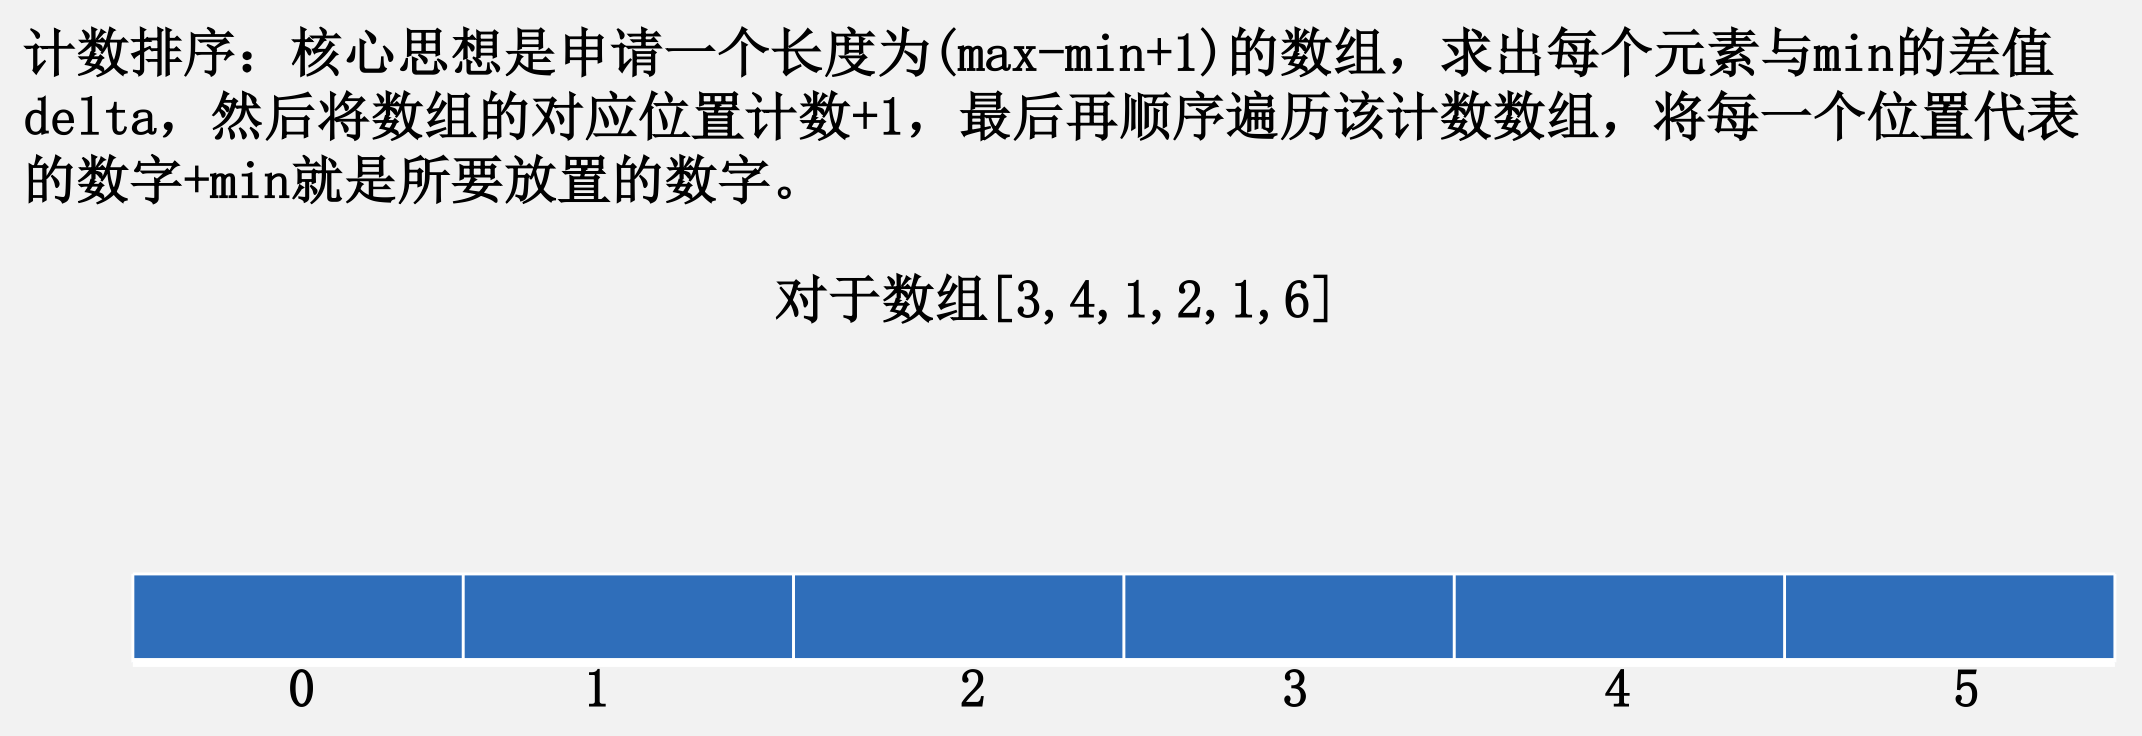 计数排序：核心思想是申请一个长度为(max-min+1)的数组，求出每个元素与min的差值
delta，然后将数组的对应位置计数+1，最后再顺序遍历该计数数组，将每一个位置代表
的数字+min就是所要放置的数字。
对于数组[3,4,1,2,1,6]
0 1 2 3 4 5